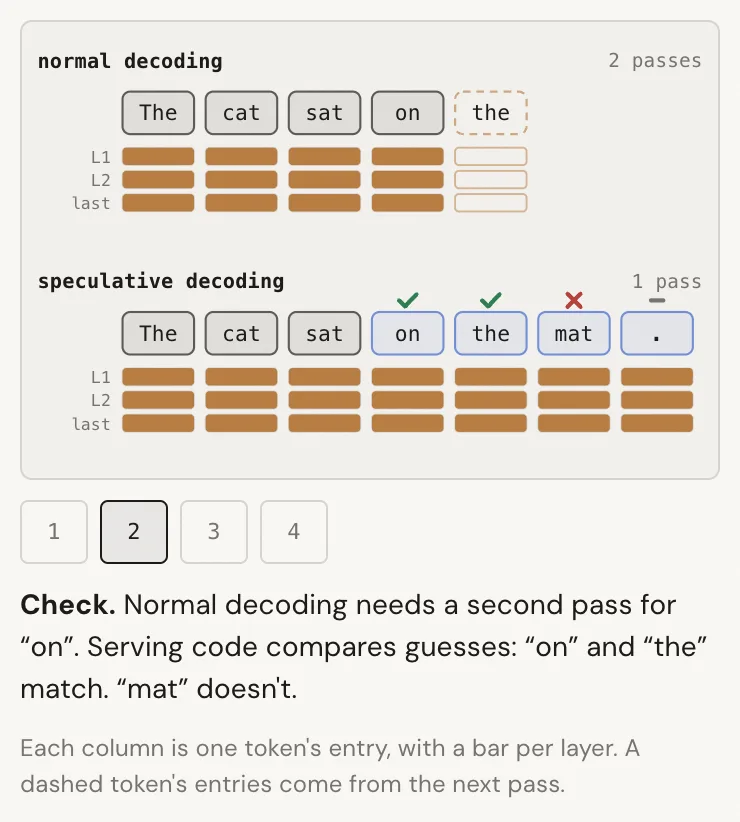 normal decoding 2 passes
The cat sat on the
L1
L2
last
speculative decoding 1 pass
The cat sat on the mat .
L1
L2
last
1 2 3 4
Check. Normal decoding needs a second pass for
“on”. Serving code compares guesses: “on” and “the”
match. “mat” doesn't.
Each column is one token's entry, with a bar per layer. A
dashed token's entries come from the next pass.